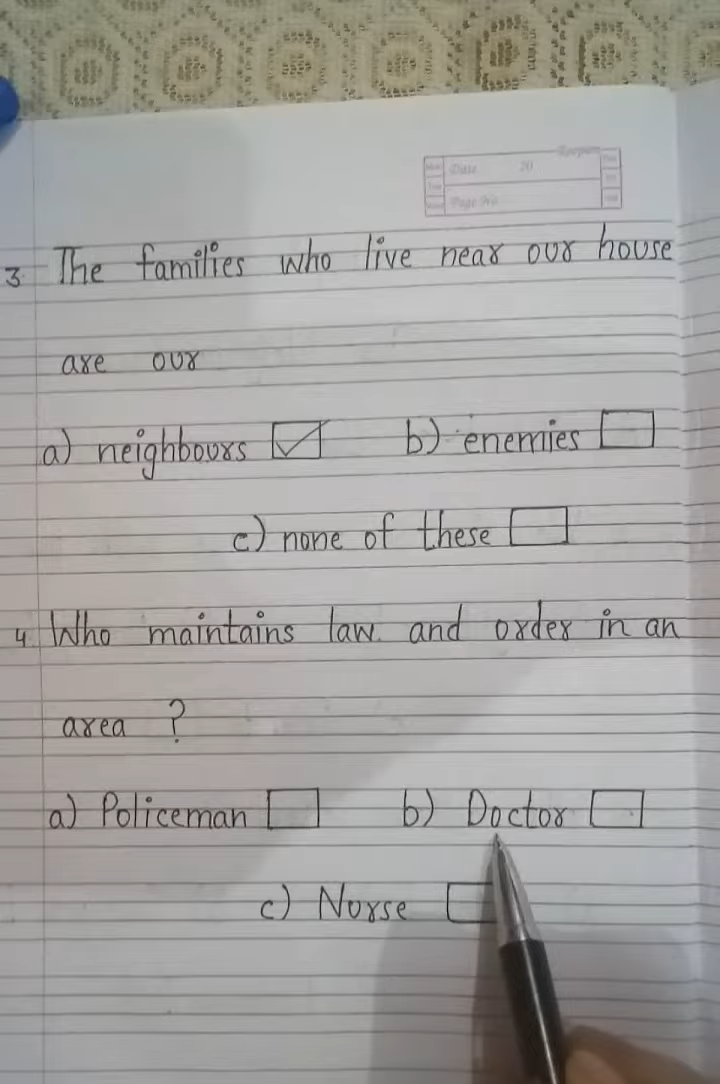 Date 20
Page No
3 The families who live near our house
are our
a) neighbours ☑ b) enemies ☐
c) none of these ☐
4. Who maintains law and order in an
area ?
a) Policeman ☐ b) Doctor ☐
c) Nurse ☐